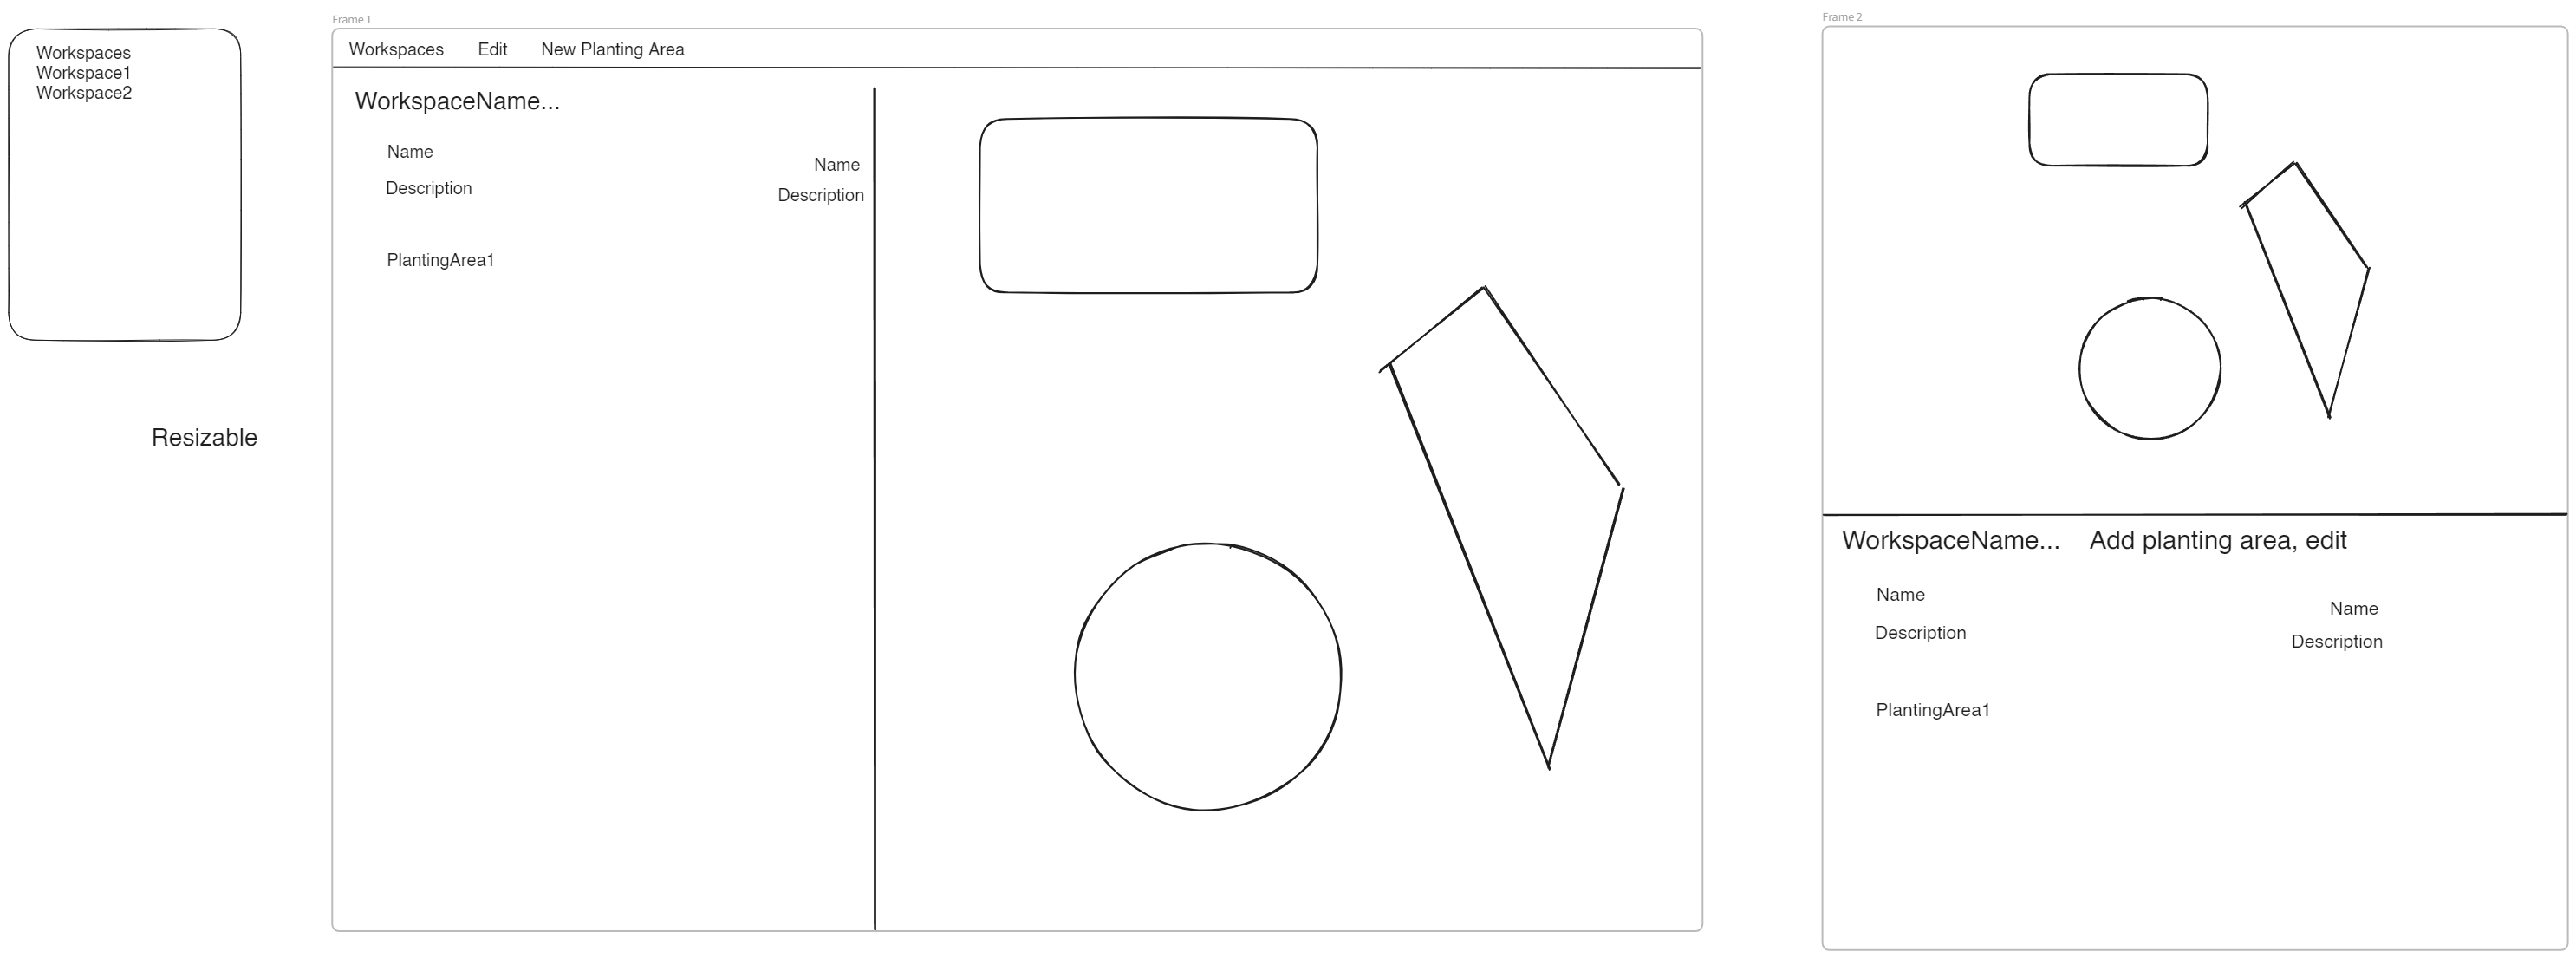 Workspaces
Workspace1
Workspace2
Resizable
Frame 1
Workspaces Edit New Planting Area
WorkspaceName...
Name
Description
Name
Description
PlantingArea1
Frame 2
WorkspaceName... Add planting area, edit
Name
Description
Name
Description
PlantingArea1